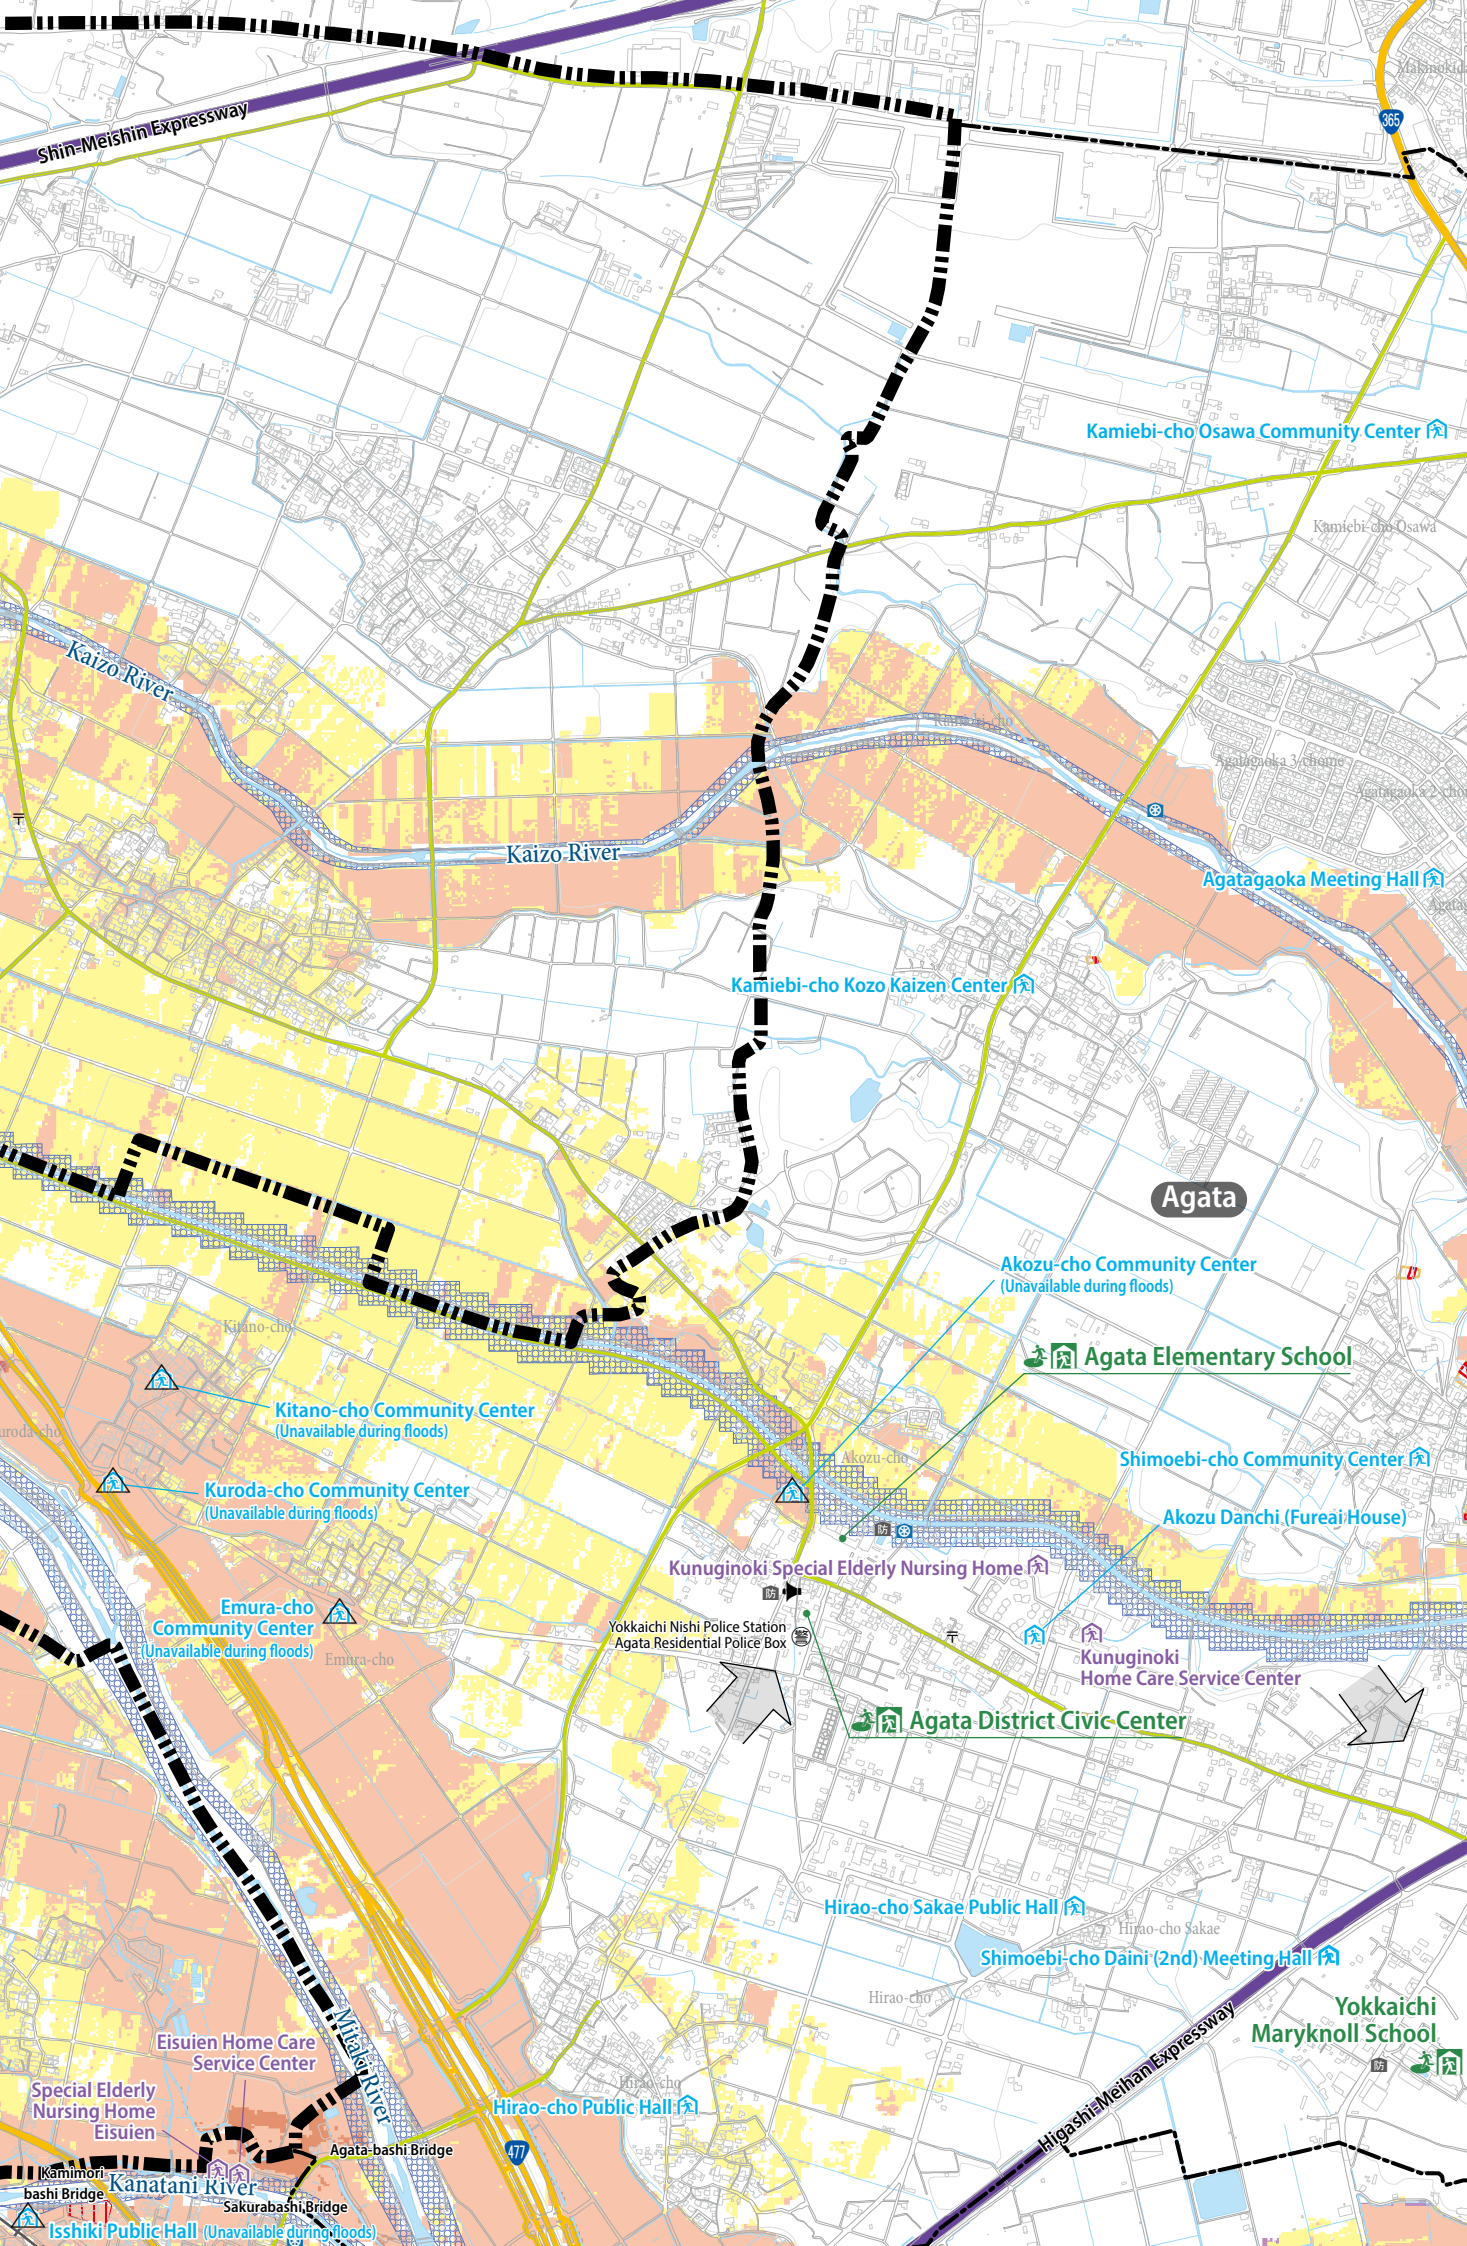 Shin-Meishin Expressway
365
Kamiebi-cho Osawa Community Center
Kamiebi-cho Osawa
Kaizo River
Agatagaoka 3-chome
Kaizo River
Agatagaoka Meeting Hall
Kamiebi-cho Kozo Kaizen Center
Agata
Akozu-cho Community Center
(Unavailable during floods)
Kitano-cho
Agata Elementary School
Kitano-cho Community Center
(Unavailable during floods)
Akozu-cho
Shimoebi-cho Community Center
Kuroda-cho Community Center
(Unavailable during floods)
Akozu Danchi (Fureai House)
防
Kunuginoki Special Elderly Nursing Home
防
Emura-cho
Community Center
(Unavailable during floods)
Yokkaichi Nishi Police Station
Agata Residential Police Box
警
〒
〒
Kunuginoki
Home Care Service Center
Emura-cho
Agata District Civic Center
Hirao-cho Sakae Public Hall
Hirao-cho Sakae
Shimoebi-cho Daini (2nd) Meeting Hall
Hirao-cho
Yokkaichi
Maryknoll School
防
Higashi-Meihan Expressway
Mitaki River
Eisuien Home Care
Service Center
Special Elderly
Nursing Home
Eisuien
Hirao-cho
Hirao-cho Public Hall
477
Agata-bashi Bridge
Kamimori
bashi Bridge
Kanatani River
Sakurabashi Bridge
Isshiki Public Hall (Unavailable during floods)